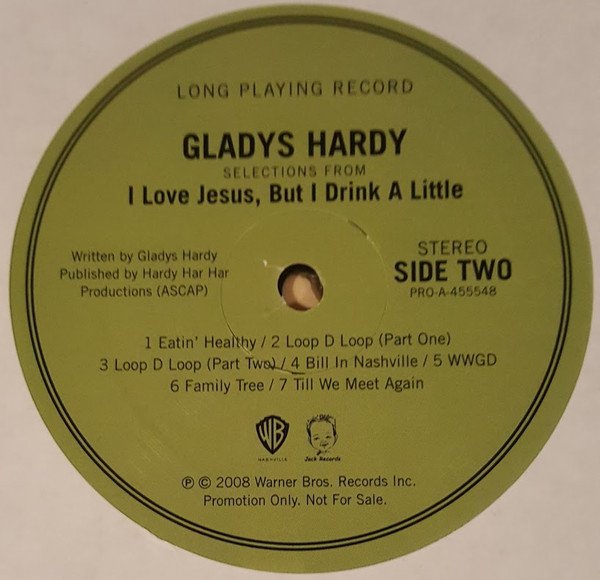 LONG PLAYING RECORD
GLADYS HARDY
SELECTIONS FROM
I Love Jesus, But I Drink A Little
Written by Gladys Hardy
Published by Hardy Har Har
Productions (ASCAP)
STEREO
SIDE TWO
PRO-A-455548
1 Eatin' Healthy / 2 Loop D Loop (Part One)
3 Loop D Loop (Part Two) / 4 Bill In Nashville / 5 WWGD
6 Family Tree / 7 Till We Meet Again
WB
NASHVILLE
Jack Records
℗ © 2008 Warner Bros. Records Inc.
Promotion Only. Not For Sale.